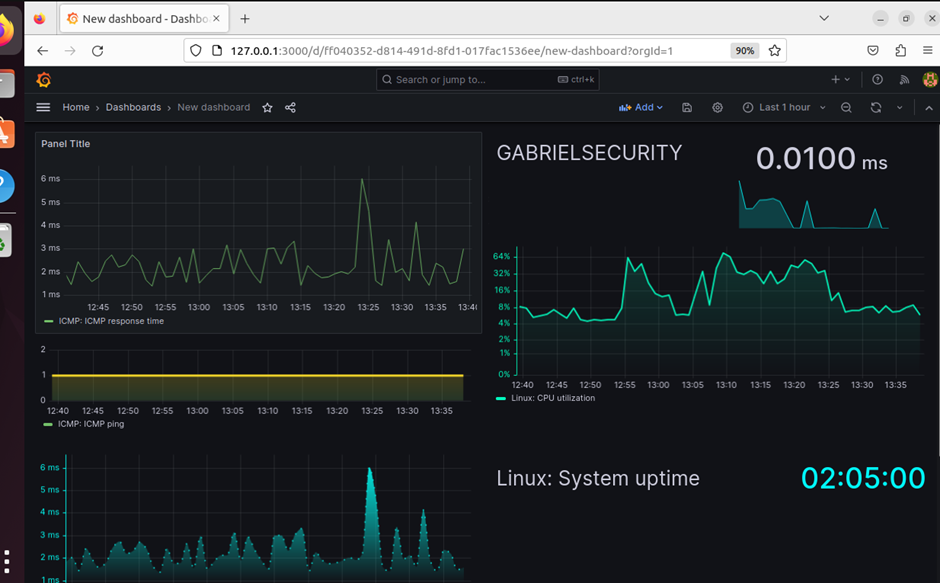 New dashboard - Dashbo
127.0.0.1:3000/d/ff040352-d814-491d-8fd1-017fac1536ee/new-dashboard?orgId=1
90%
Search or jump to...
ctrl+k
Home › Dashboards › New dashboard
Add
Last 1 hour
Panel Title
6 ms
5 ms
4 ms
3 ms
2 ms
1 ms
12:45 12:50 12:55 13:00 13:05 13:10 13:15 13:20 13:25 13:30 13:35 13:40
ICMP: ICMP response time
GABRIELSECURITY
0.0100 ms
64%
32%
16%
8%
4%
2%
1%
0%
12:40 12:45 12:50 12:55 13:00 13:05 13:10 13:15 13:20 13:25 13:30 13:35
Linux: CPU utilization
2
1
0
12:40 12:45 12:50 12:55 13:00 13:05 13:10 13:15 13:20 13:25 13:30 13:35
ICMP: ICMP ping
6 ms
5 ms
4 ms
3 ms
2 ms
1 ms
Linux: System uptime
02:05:00